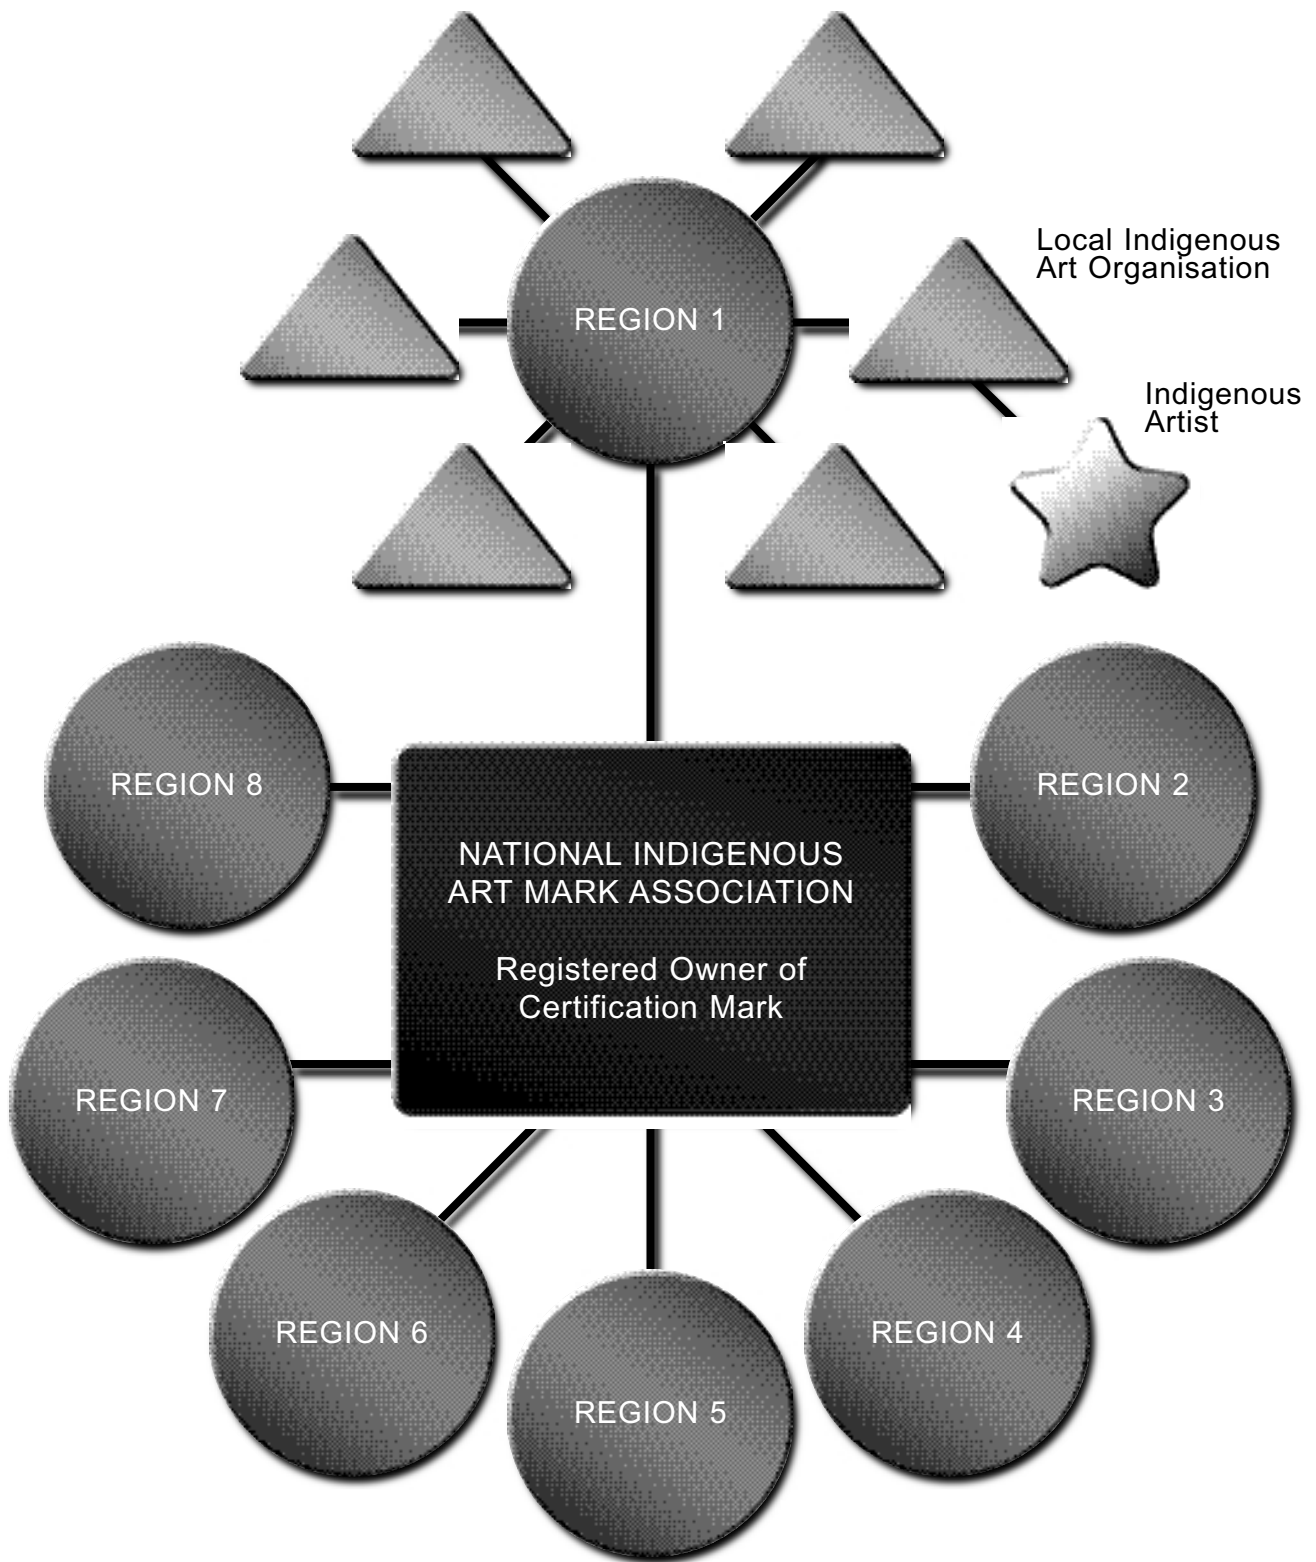 Local Indigenous
Art Organisation
REGION 1
Indigenous
Artist
REGION 8
REGION 2
NATIONAL INDIGENOUS
ART MARK ASSOCIATION
Registered Owner of
Certification Mark
REGION 7
REGION 3
REGION 6
REGION 4
REGION 5